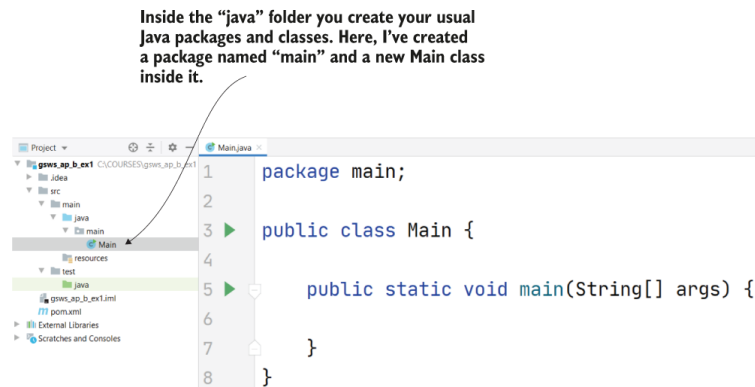 Inside the “java” folder you create your usual
Java packages and classes. Here, I’ve created
a package named “main” and a new Main class
inside it.
Project
gsws_ap_b_ex1 C:\COURSES\gsws_ap_b_ex1
.idea
src
main
java
main
Main
resources
test
java
gsws_ap_b_ex1.iml
pom.xml
External Libraries
Scratches and Consoles
Main.java
1 package main;
2
3 public class Main {
4
5 public static void main(String[] args) {
6
7 }
8 }